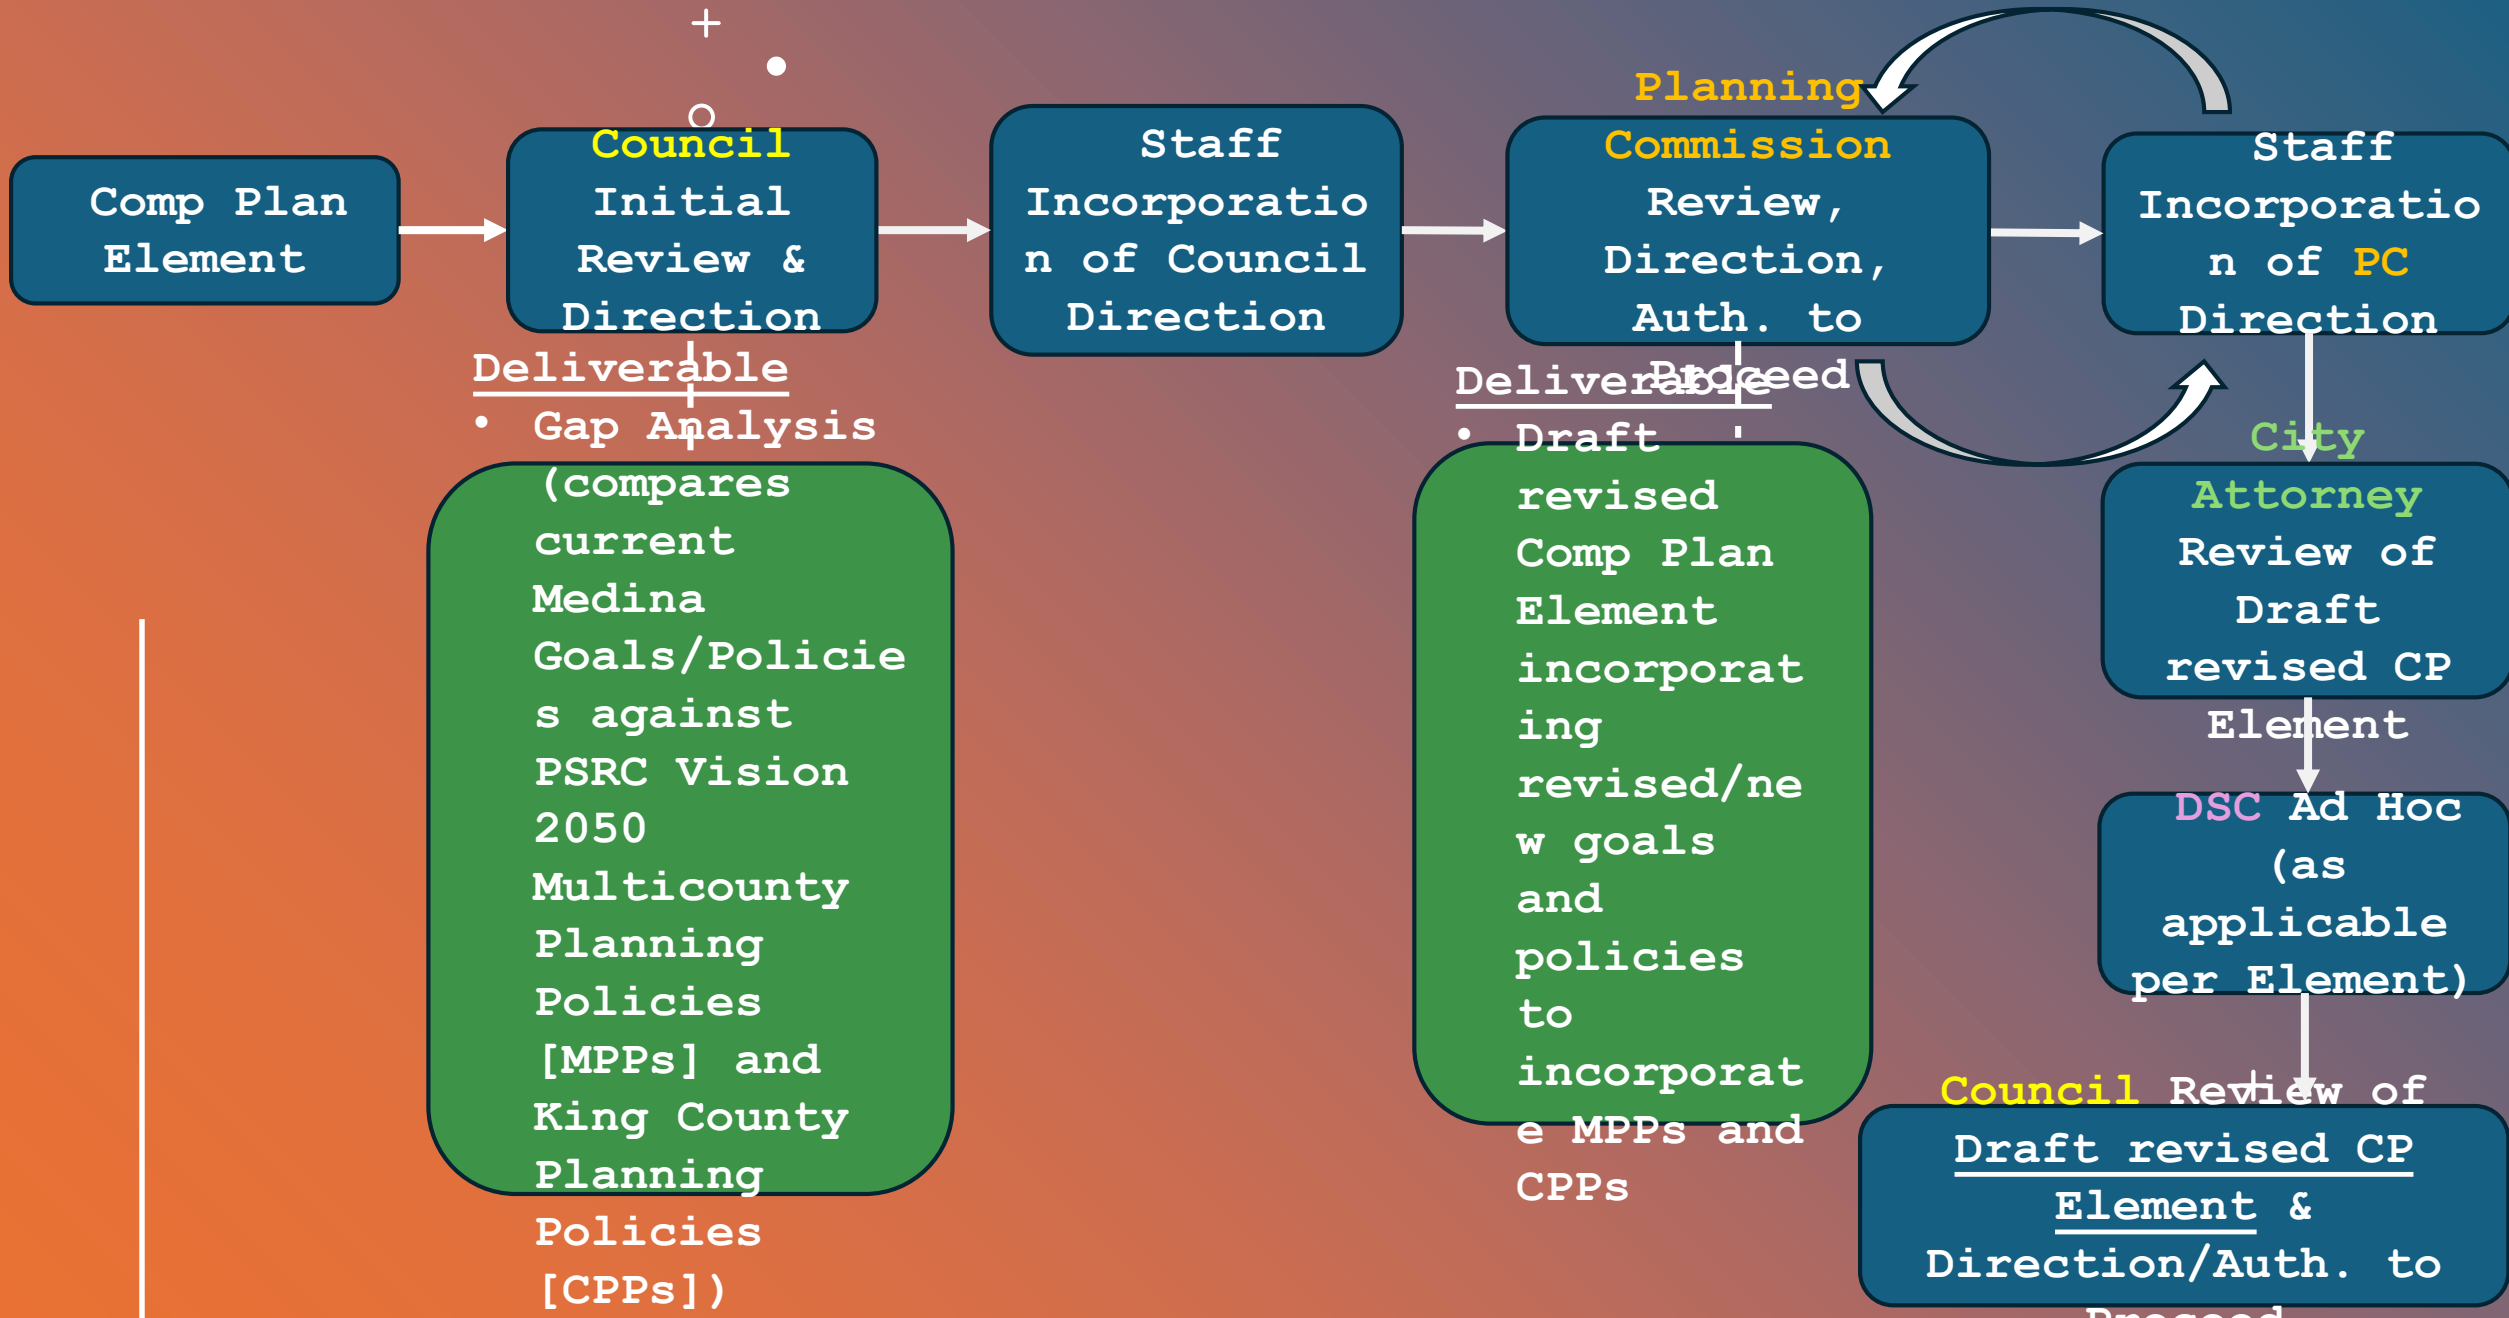 Comp Plan
Element
Council
Initial
Review &
Direction
Deliverable
• Gap Analysis
(compares
current
Medina
Goals/Policie
s against
PSRC Vision
2050
Multicounty
Planning
Policies
[MPPs] and
King County
Planning
Policies
[CPPs])
Staff
Incorporatio
n of Council
Direction
Planning
Commission
Review,
Direction,
Auth. to
Proceed
Deliverable
• Draft
revised
Comp Plan
Element
incorporat
ing
revised/ne
w goals
and
policies
to
incorporat
e MPPs and
CPPs
Staff
Incorporatio
n of PC
Direction
City
Attorney
Review of
Draft
revised CP
Element
DSC Ad Hoc
(as
applicable
per Element)
Council Review of
Draft revised CP
Element &
Direction/Auth. to
Proceed